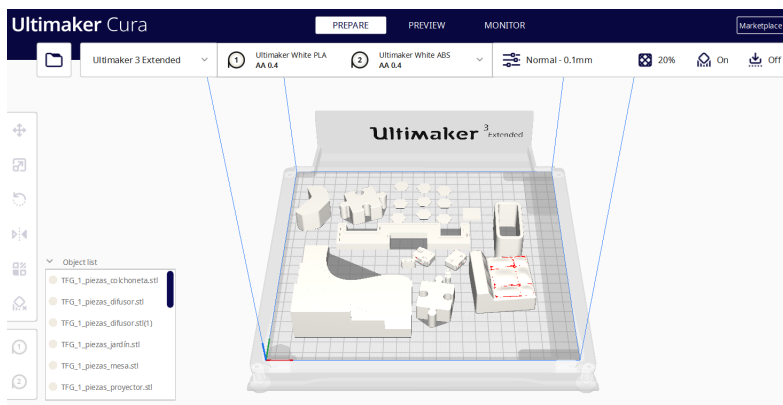 Ultimaker Cura
PREPARE
PREVIEW
MONITOR
Marketplace
Ultimaker 3 Extended
1
Ultimaker White PLA
AA 0.4
2
Ultimaker White ABS
AA 0.4
Normal - 0.1mm
20%
On
Off
Ultimaker 3 Extended
Object list
TFG_1_piezas_colchoneta.stl
TFG_1_piezas_difusor.stl
TFG_1_piezas_difusor.stl(1)
TFG_1_piezas_jardín.stl
TFG_1_piezas_mesa.stl
TFG_1_piezas_proyector.stl
1
2